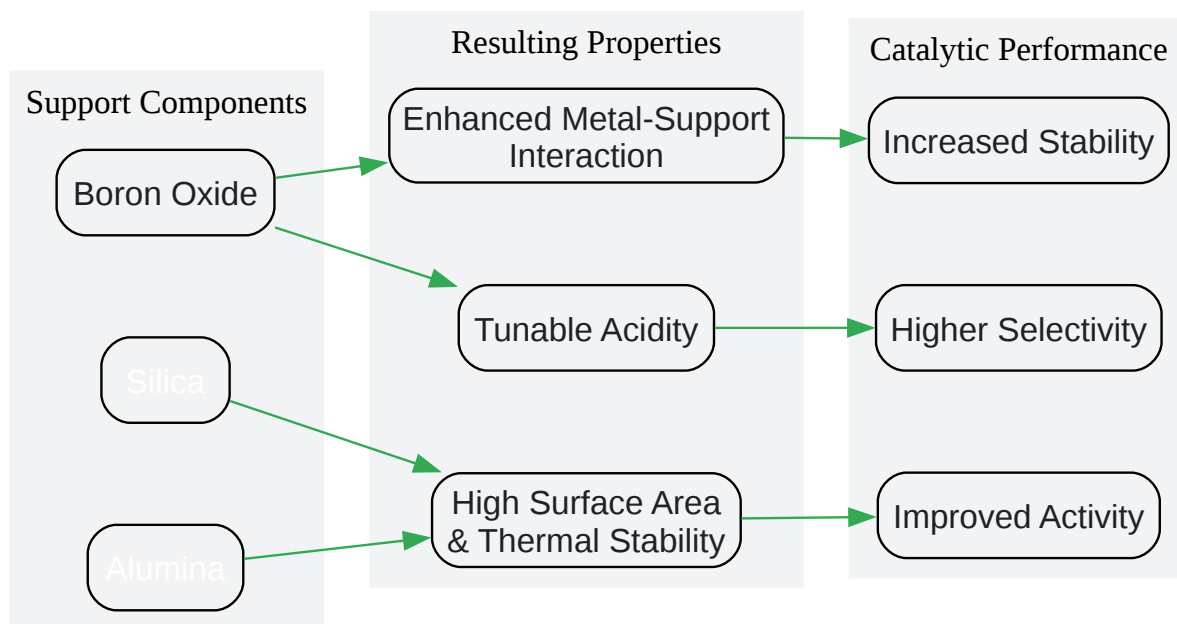 Support Components
Boron Oxide
Silica
Alumina
Resulting Properties
Enhanced Metal-Support
Interaction
Tunable Acidity
High Surface Area
& Thermal Stability
Catalytic Performance
Increased Stability
Higher Selectivity
Improved Activity